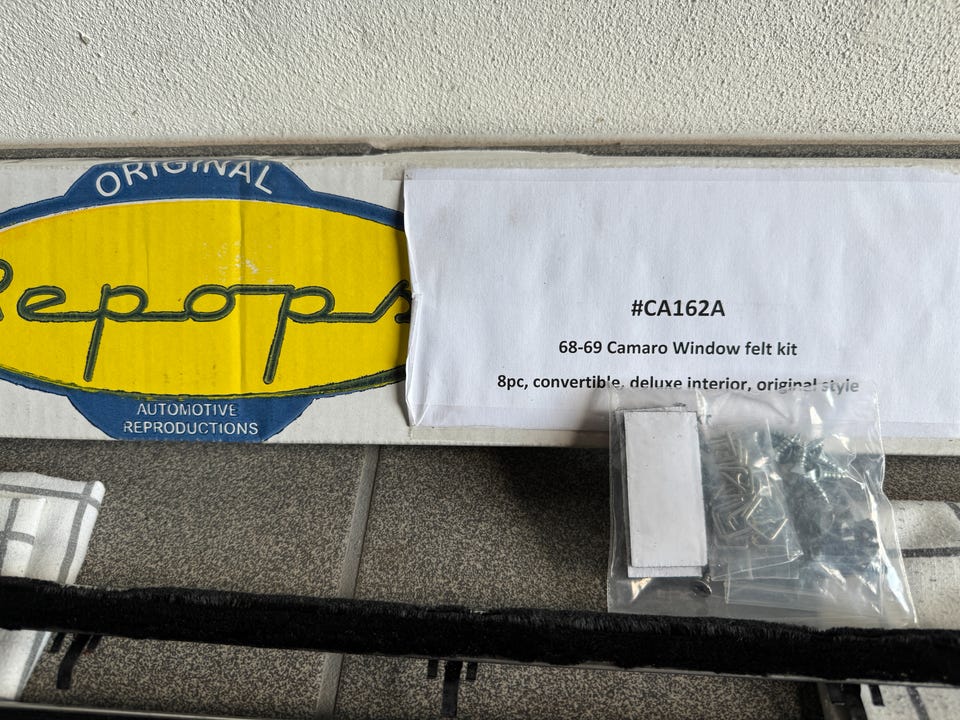 ORIGINAL
Repops
AUTOMOTIVE
REPRODUCTIONS
#CA162A
68-69 Camaro Window felt kit
8pc, convertible, deluxe interior, original style